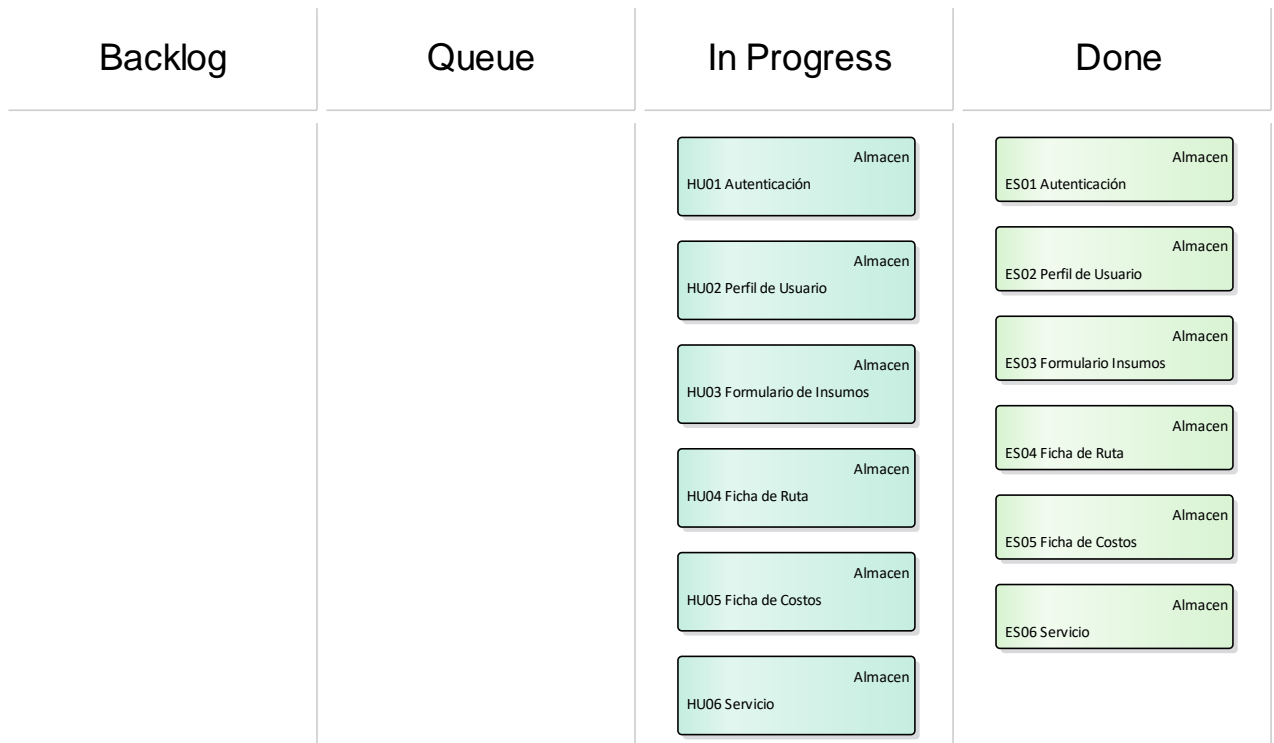 Backlog
Queue
In Progress
Done
Almacen
HU01 Autenticación
Almacen
HU02 Perfil de Usuario
Almacen
HU03 Formulario de Insumos
Almacen
HU04 Ficha de Ruta
Almacen
HU05 Ficha de Costos
Almacen
HU06 Servicio
Almacen
ES01 Autenticación
Almacen
ES02 Perfil de Usuario
Almacen
ES03 Formulario Insumos
Almacen
ES04 Ficha de Ruta
Almacen
ES05 Ficha de Costos
Almacen
ES06 Servicio